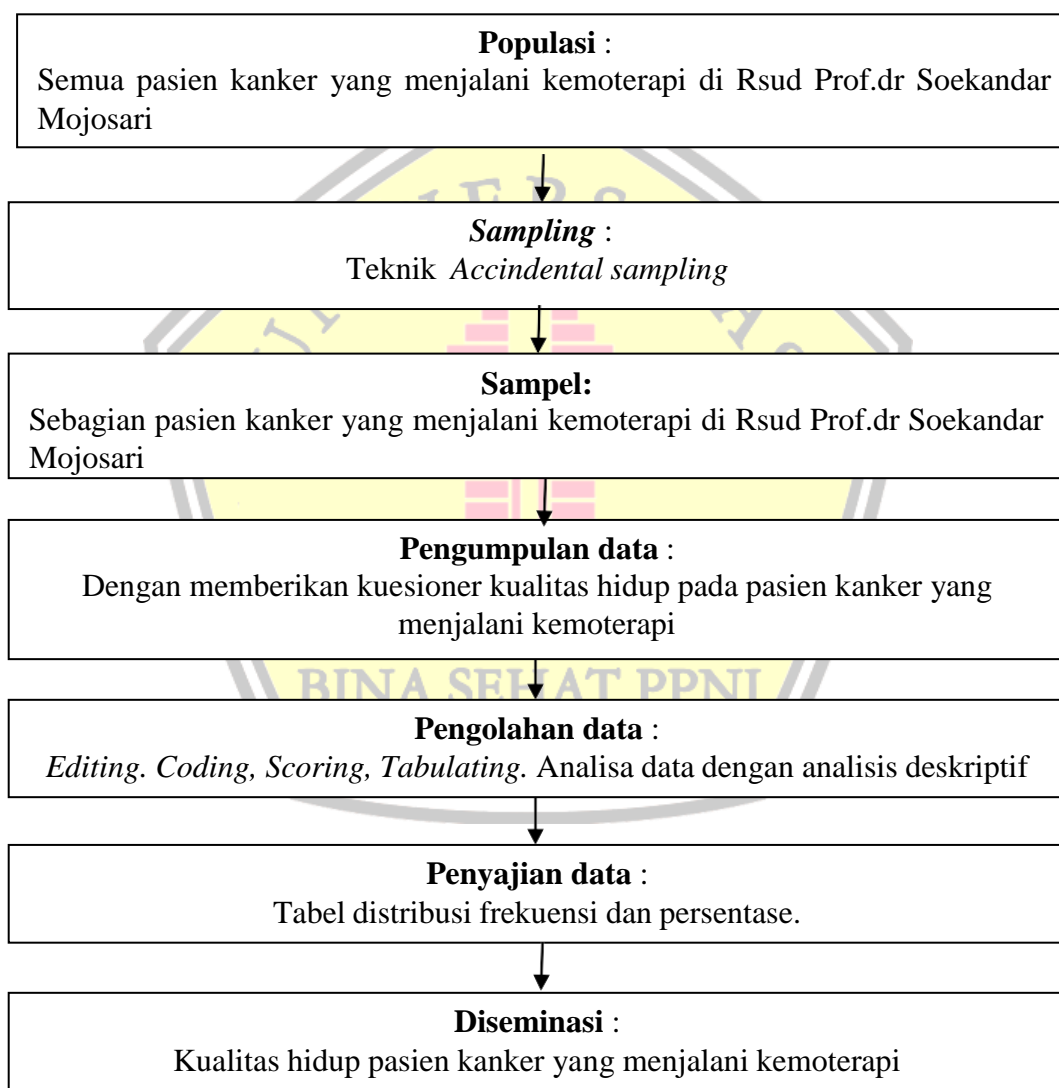 Populasi :
Semua pasien kanker yang menjalani kemoterapi di Rsud Prof.dr Soekandar
Mojosari
Sampling :
Teknik Accindental sampling
Sampel:
Sebagian pasien kanker yang menjalani kemoterapi di Rsud Prof.dr Soekandar
Mojosari
Pengumpulan data :
Dengan memberikan kuesioner kualitas hidup pada pasien kanker yang
menjalani kemoterapi
BINA SEHAT PPNI
Pengolahan data :
Editing. Coding, Scoring, Tabulating. Analisa data dengan analisis deskriptif
Penyajian data :
Tabel distribusi frekuensi dan persentase.
Diseminasi :
Kualitas hidup pasien kanker yang menjalani kemoterapi